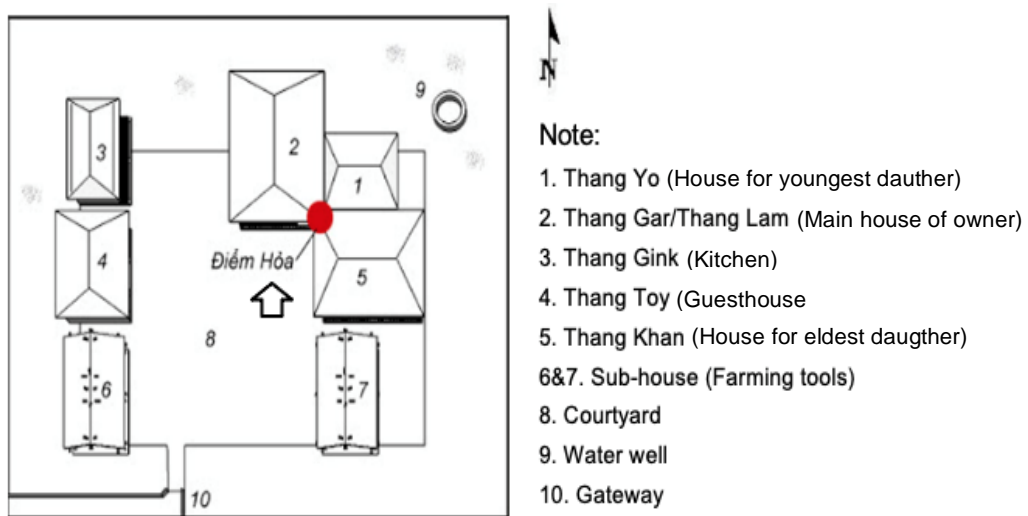 9
3
2
1
4
Điểm Hỏa
5
8
6
7
10
N
Note:
1. Thang Yo (House for youngest dauther)
2. Thang Gar/Thang Lam (Main house of owner)
3. Thang Gink (Kitchen)
4. Thang Toy (Guesthouse
5. Thang Khan (House for eldest daugther)
6&7. Sub-house (Farming tools)
8. Courtyard
9. Water well
10. Gateway